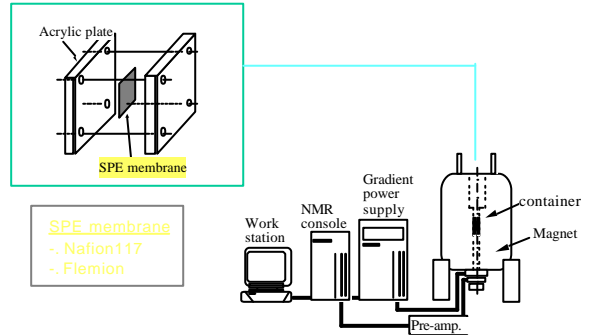 Acrylic plate
SPE membrane
SPE membrane
-. Nafion117
-. Flemion
Work
station
NMR
console
Gradient
power
supply
container
Magnet
Pre-amp.